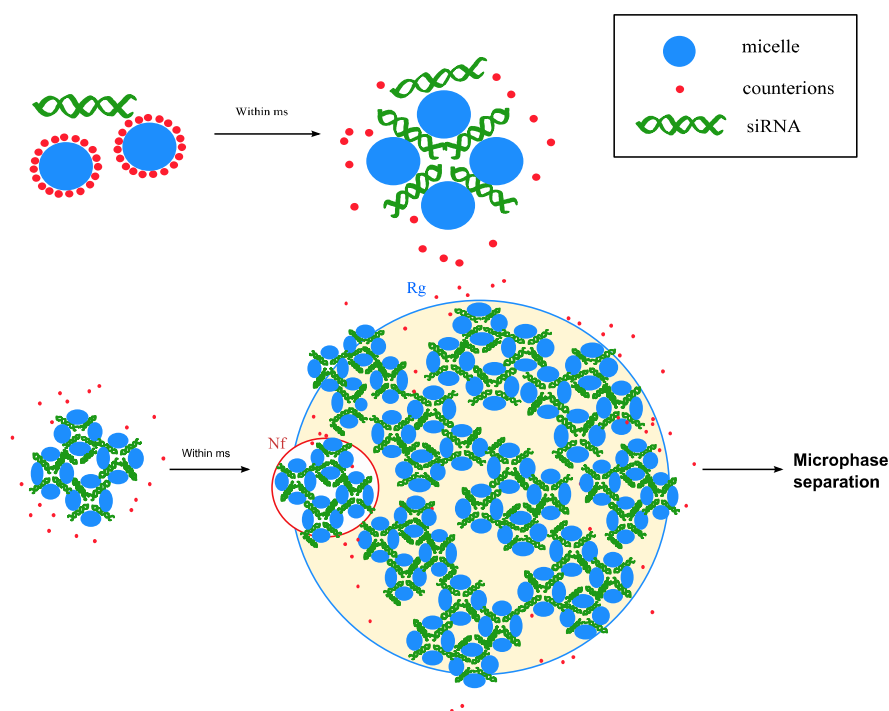 Within ms
micelle
counterions
siRNA
Rg
Nf
Within ms
Microphase
separation